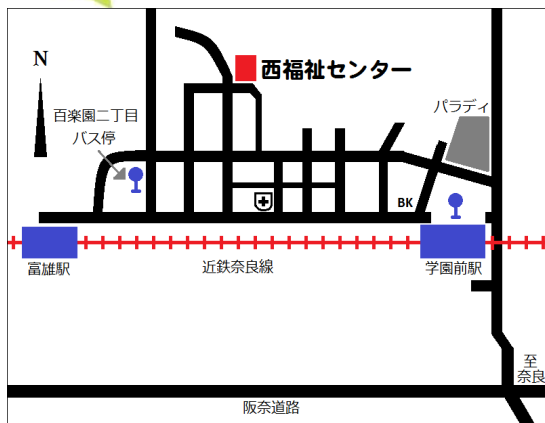 N
西福祉センター
パラディ
百楽園二丁目
バス停
BK
富雄駅
近鉄奈良線
学園前駅
至
奈良
阪奈道路